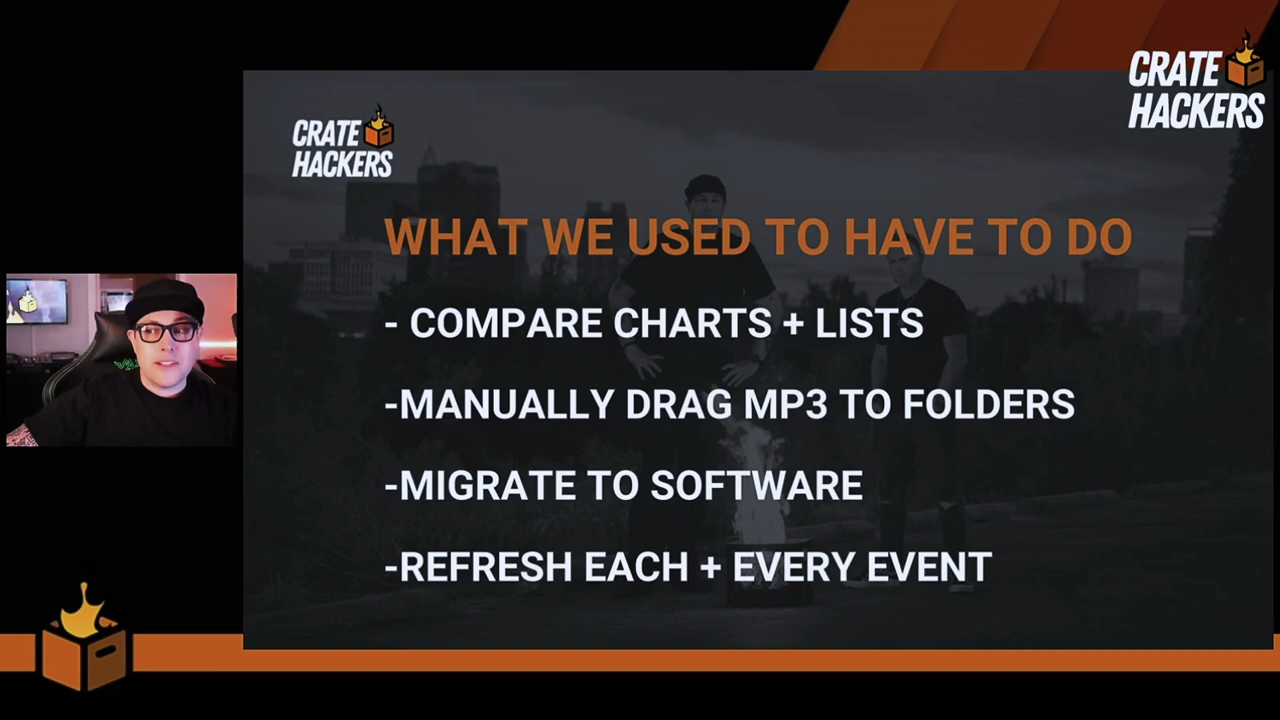 CRATE
HACKERS
CRATE
HACKERS
WHAT WE USED TO HAVE TO DO
- COMPARE CHARTS + LISTS
-MANUALLY DRAG MP3 TO FOLDERS
-MIGRATE TO SOFTWARE
-REFRESH EACH + EVERY EVENT